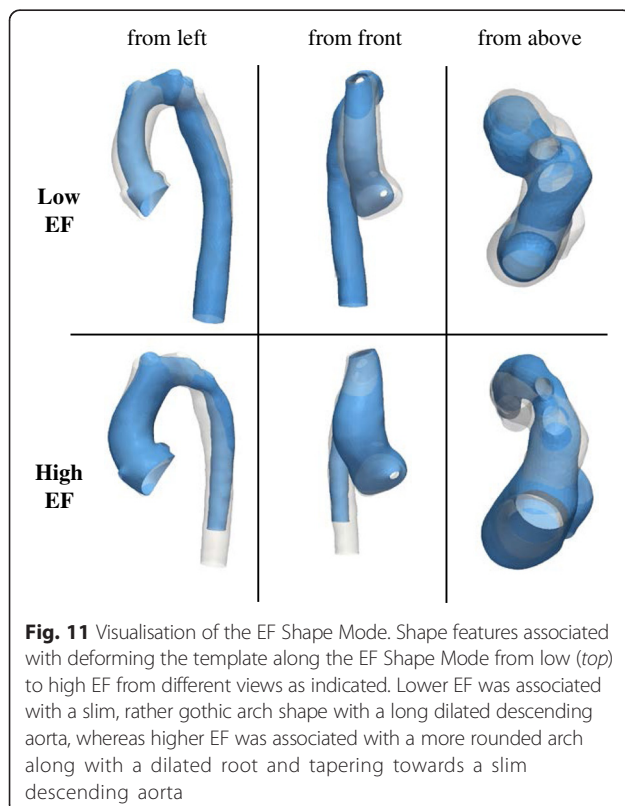 from left from front from above
Low
EF
High
EF
Fig. 11 Visualisation of the EF Shape Mode. Shape features associated
with deforming the template along the EF Shape Mode from low (top)
to high EF from different views as indicated. Lower EF was associated
with a slim, rather gothic arch shape with a long dilated descending
aorta, whereas higher EF was associated with a more rounded arch
along with a dilated root and tapering towards a slim
descending aorta